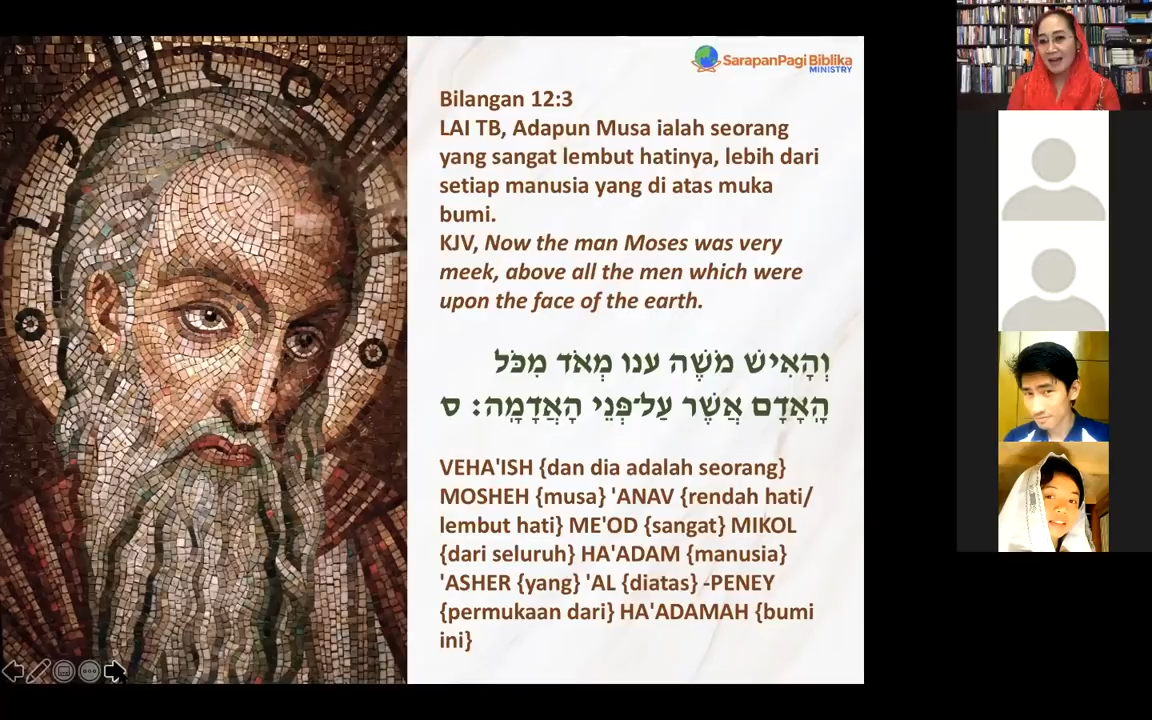 SarapanPagi Biblika
MINISTRY
Bilangan 12:3
LAI TB, Adapun Musa ialah seorang
yang sangat lembut hatinya, lebih dari
setiap manusia yang di atas muka
bumi.
KJV, Now the man Moses was very
meek, above all the men which were
upon the face of the earth.
וְהָאִישׁ מֹשֶׁה ענו מְאֹד מִכֹּל
הָאָדָם אֲשֶׁר עַל־פְּנֵי הָאֲדָמָה׃ ס
VEHA'ISH {dan dia adalah seorang}
MOSHEH {musa} 'ANAV {rendah hati/
lembut hati} ME'OD {sangat} MIKOL
{dari seluruh} HA'ADAM {manusia}
'ASHER {yang} 'AL {diatas} -PENEY
{permukaan dari} HA'ADAMAH {bumi
ini}